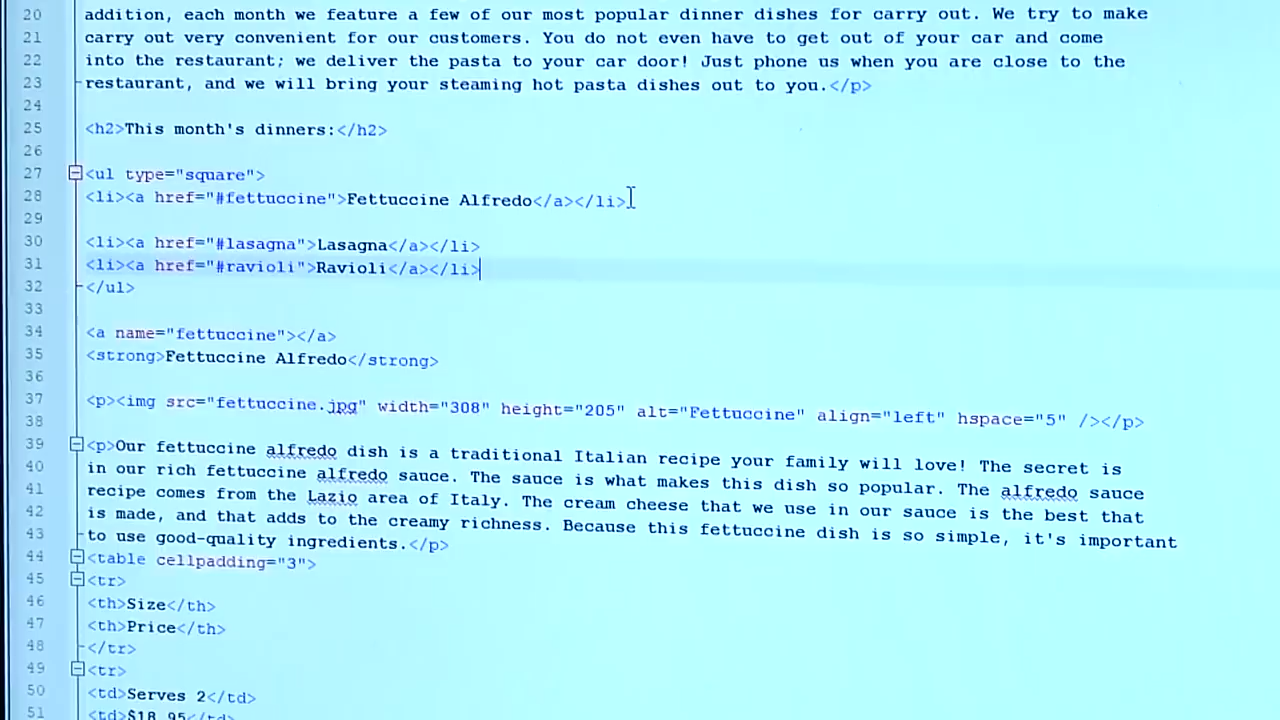 20 addition, each month we feature a few of our most popular dinner dishes for carry out. We try to make
21 carry out very convenient for our customers. You do not even have to get out of your car and come
22 into the restaurant; we deliver the pasta to your car door! Just phone us when you are close to the
23 restaurant, and we will bring your steaming hot pasta dishes out to you.</p>
24
25 <h2>This month's dinners:</h2>
26
27 <ul type="square">
28 <li><a href="#fettuccine">Fettuccine Alfredo</a></li>
29
30 <li><a href="#lasagna">Lasagna</a></li>
31 <li><a href="#ravioli">Ravioli</a></li>
32 </ul>
33
34 <a name="fettuccine"></a>
35 <strong>Fettuccine Alfredo</strong>
36
37 <p><img src="fettuccine.jpg" width="308" height="205" alt="Fettuccine" align="left" hspace="5" /></p>
38
39 <p>Our fettuccine alfredo dish is a traditional Italian recipe your family will love! The secret is
40 in our rich fettuccine alfredo sauce. The sauce is what makes this dish so popular. The alfredo sauce
41 recipe comes from the Lazio area of Italy. The cream cheese that we use in our sauce is the best that
42 is made, and that adds to the creamy richness. Because this fettuccine dish is so simple, it's important
43 to use good-quality ingredients.</p>
44 <table cellpadding="3">
45 <tr>
46 <th>Size</th>
47 <th>Price</th>
48 </tr>
49 <tr>
50 <td>Serves 2</td>
51 <td>$18.95</td>